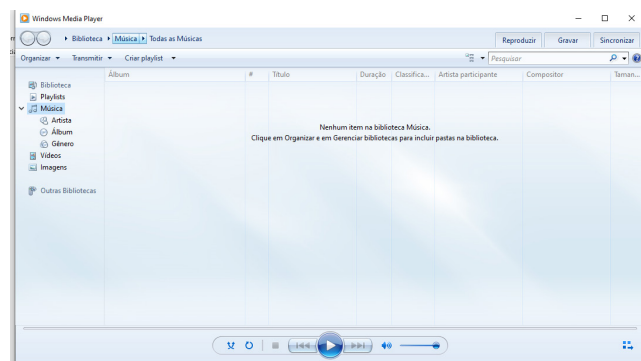 Windows Media Player
Biblioteca Música Todas as Músicas
Reproduzir Gravar Sincronizar
Organizar Transmitir Criar playlist
Pesquisar
Álbum # Título Duração Classifica... Artista participante Compositor Taman...
Biblioteca
Playlists
Música
Artista
Álbum
Gênero
Vídeos
Imagens
Outras Bibliotecas
Nenhum item na biblioteca Música.
Clique em Organizar e em Gerenciar bibliotecas para incluir pastas na biblioteca.